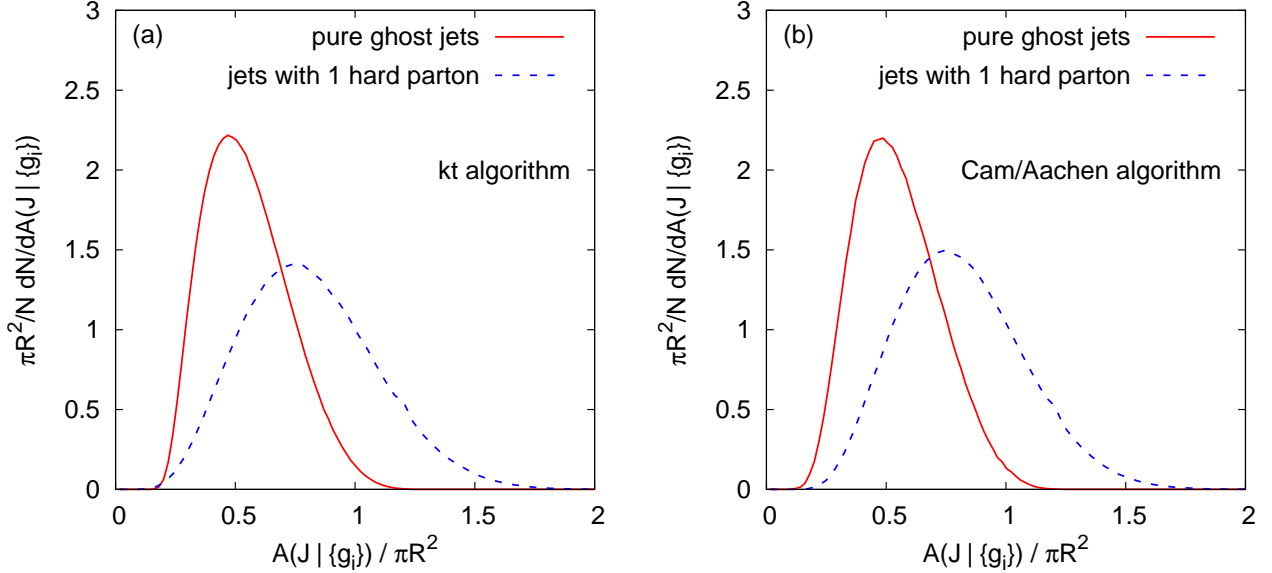 (a)
pure ghost jets
jets with 1 hard parton
kt algorithm
πR²/N dN/dA(J | {gᵢ})
3
2.5
2
1.5
1
0.5
0
0 0.5 1 1.5 2
A(J | {gᵢ}) / πR²
(b)
pure ghost jets
jets with 1 hard parton
Cam/Aachen algorithm
πR²/N dN/dA(J | {gᵢ})
3
2.5
2
1.5
1
0.5
0
0 0.5 1 1.5 2
A(J | {gᵢ}) / πR²